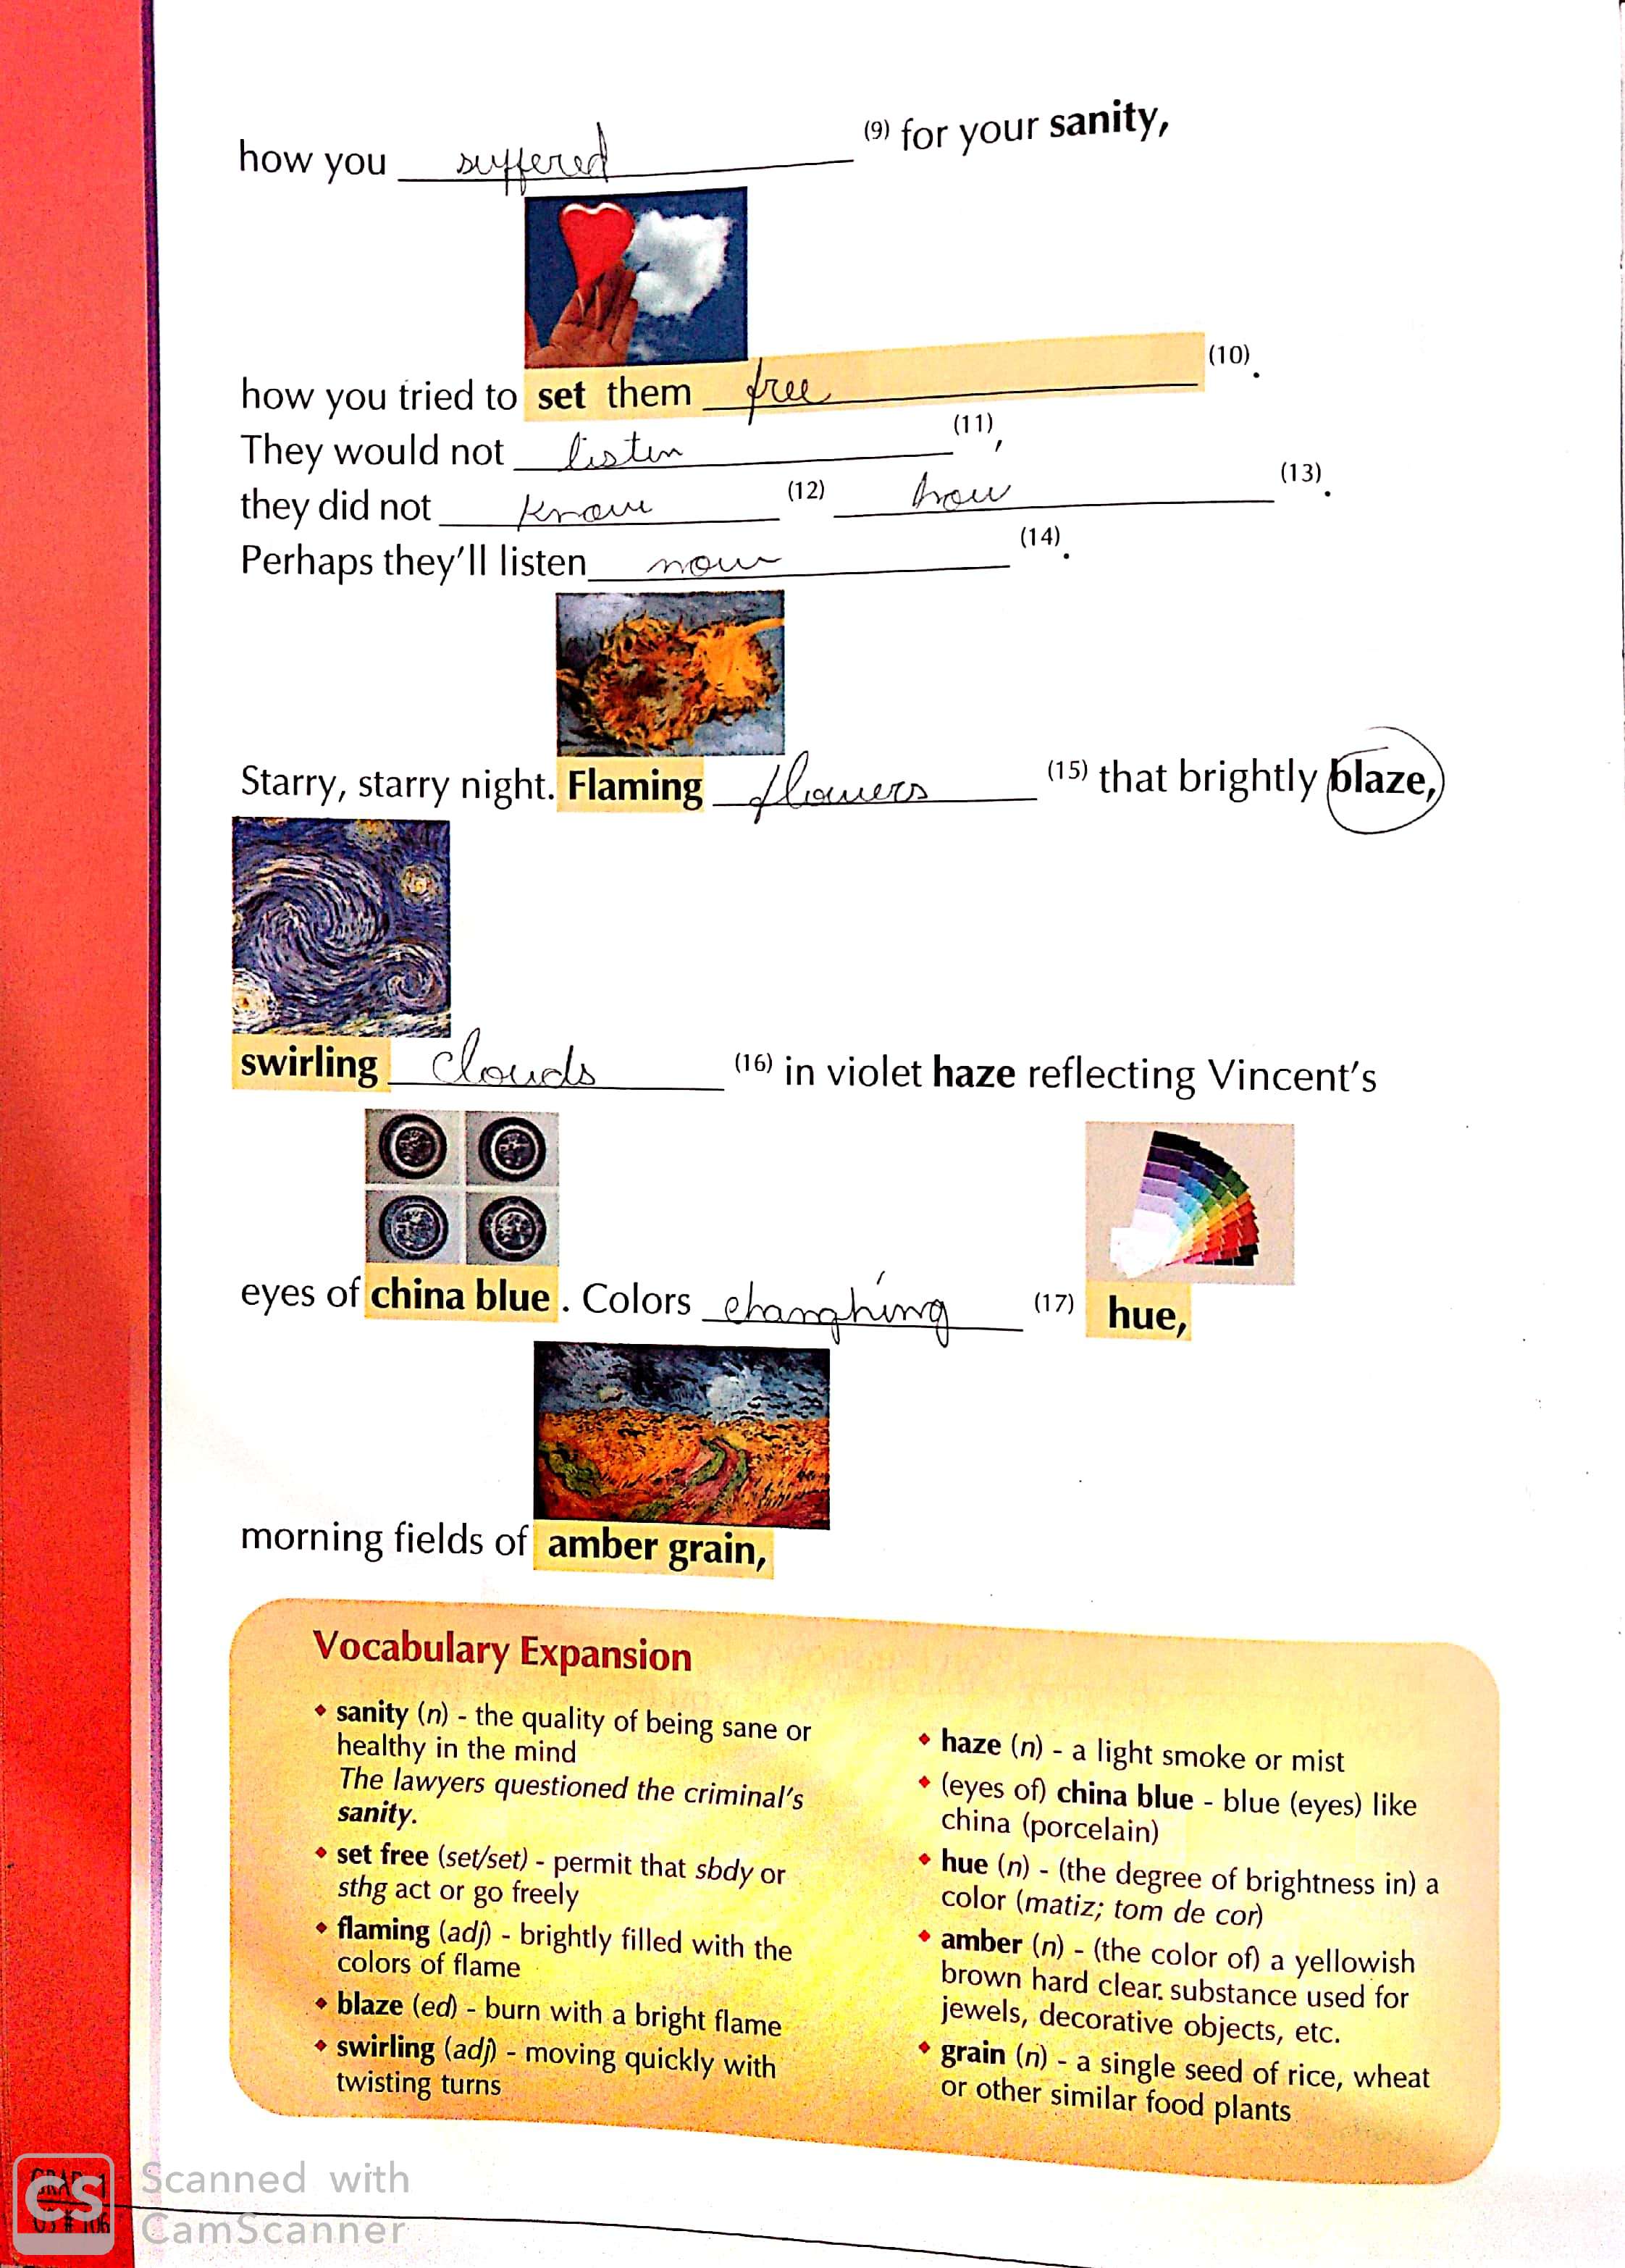 how you suffered (9) for your sanity,
how you tried to set them free (10).
They would not listen (11),
they did not know (12) how (13).
Perhaps they'll listen now (14).
Starry, starry night. Flaming flowers (15) that brightly blaze,
swirling clouds (16) in violet haze reflecting Vincent's
eyes of china blue. Colors changhing (17) hue,
morning fields of amber grain,
Vocabulary Expansion
◆ sanity (n) - the quality of being sane or
healthy in the mind
The lawyers questioned the criminal's
sanity.
◆ set free (set/set) - permit that sbdy or
sthg act or go freely
◆ flaming (adj) - brightly filled with the
colors of flame
◆ blaze (ed) - burn with a bright flame
◆ swirling (adj) - moving quickly with
twisting turns
◆ haze (n) - a light smoke or mist
◆ (eyes of) china blue - blue (eyes) like
china (porcelain)
◆ hue (n) - (the degree of brightness in) a
color (matiz; tom de cor)
◆ amber (n) - (the color of) a yellowish
brown hard clear substance used for
jewels, decorative objects, etc.
◆ grain (n) - a single seed of rice, wheat
or other similar food plants
CS
Scanned with
CamScanner